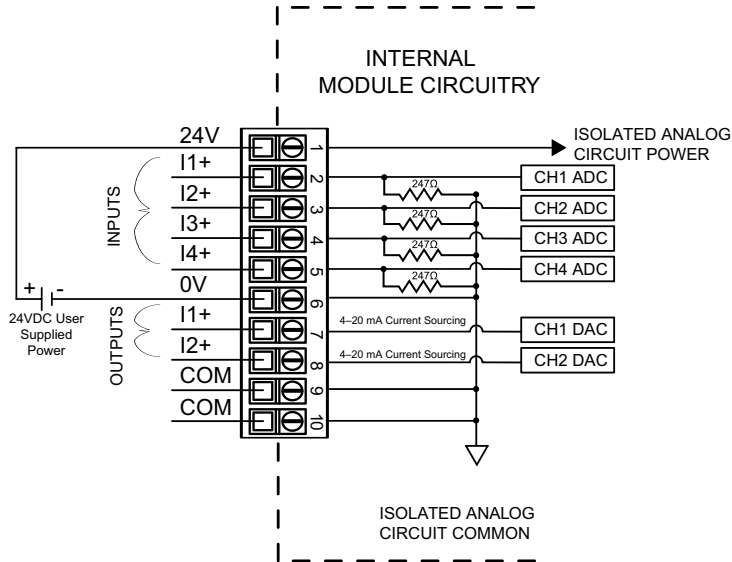 INTERNAL
MODULE CIRCUITRY
24V
1
ISOLATED ANALOG
CIRCUIT POWER
INPUTS
I1+
2
247Ω
CH1 ADC
I2+
3
247Ω
CH2 ADC
I3+
4
247Ω
CH3 ADC
I4+
5
247Ω
CH4 ADC
0V
6
+ -
24VDC User
Supplied
Power
OUTPUTS
I1+
7
4–20 mA Current Sourcing
CH1 DAC
I2+
8
4–20 mA Current Sourcing
CH2 DAC
COM
9
COM
10
ISOLATED ANALOG
CIRCUIT COMMON